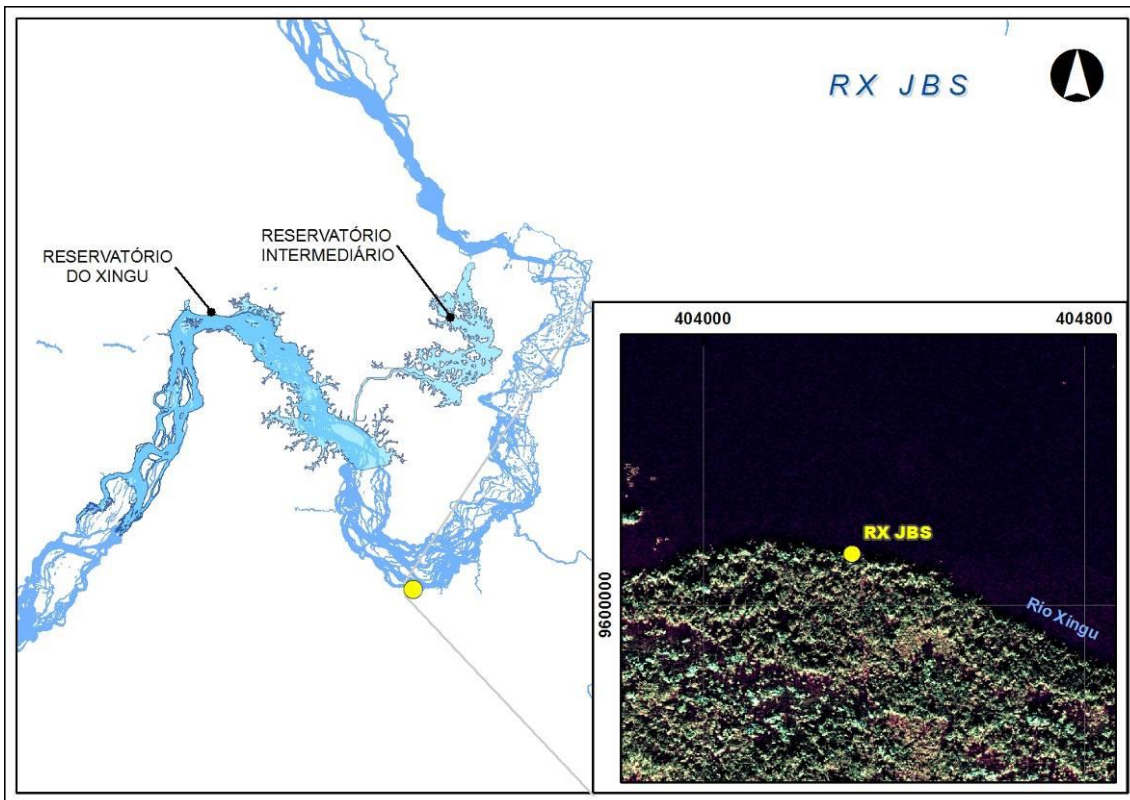 RX JBS
RESERVATÓRIO
INTERMEDIÁRIO
RESERVATÓRIO
DO XINGU
404000
404800
RX JBS
9600000
Rio Xingu